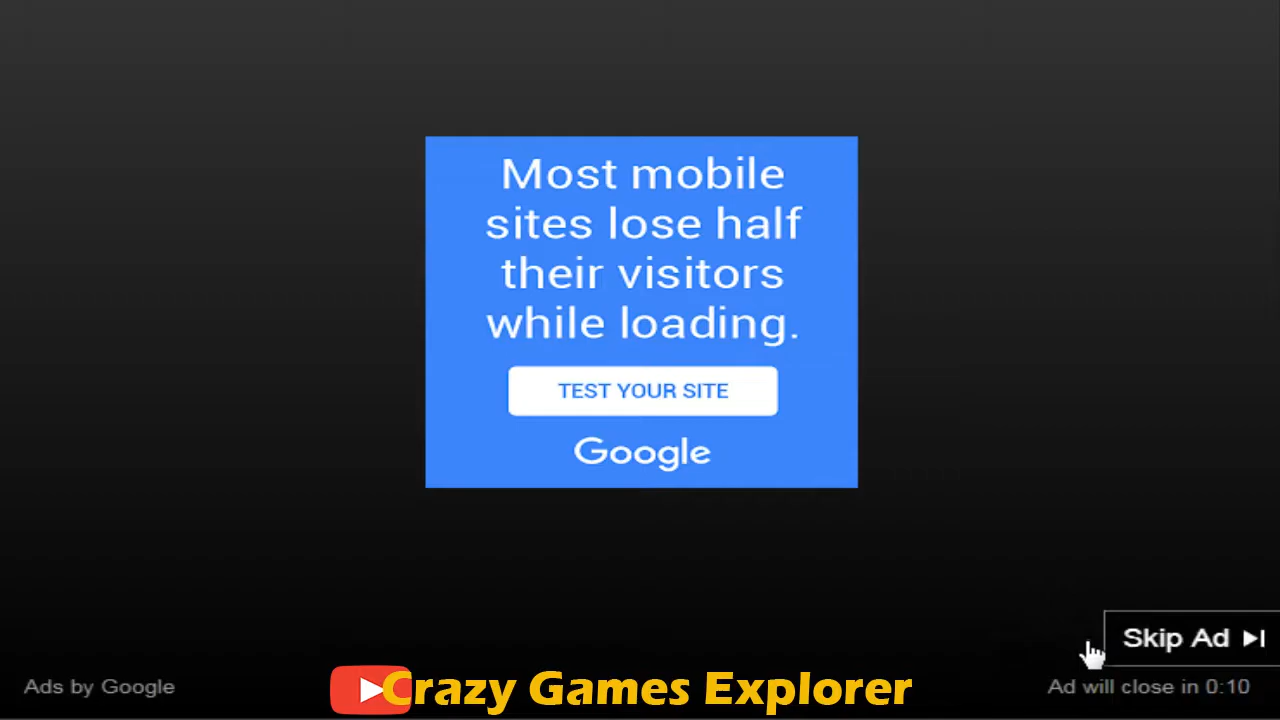 Most mobile
sites lose half
their visitors
while loading.
TEST YOUR SITE
Google
Skip Ad
Ads by Google
Crazy Games Explorer
Ad will close in 0:10